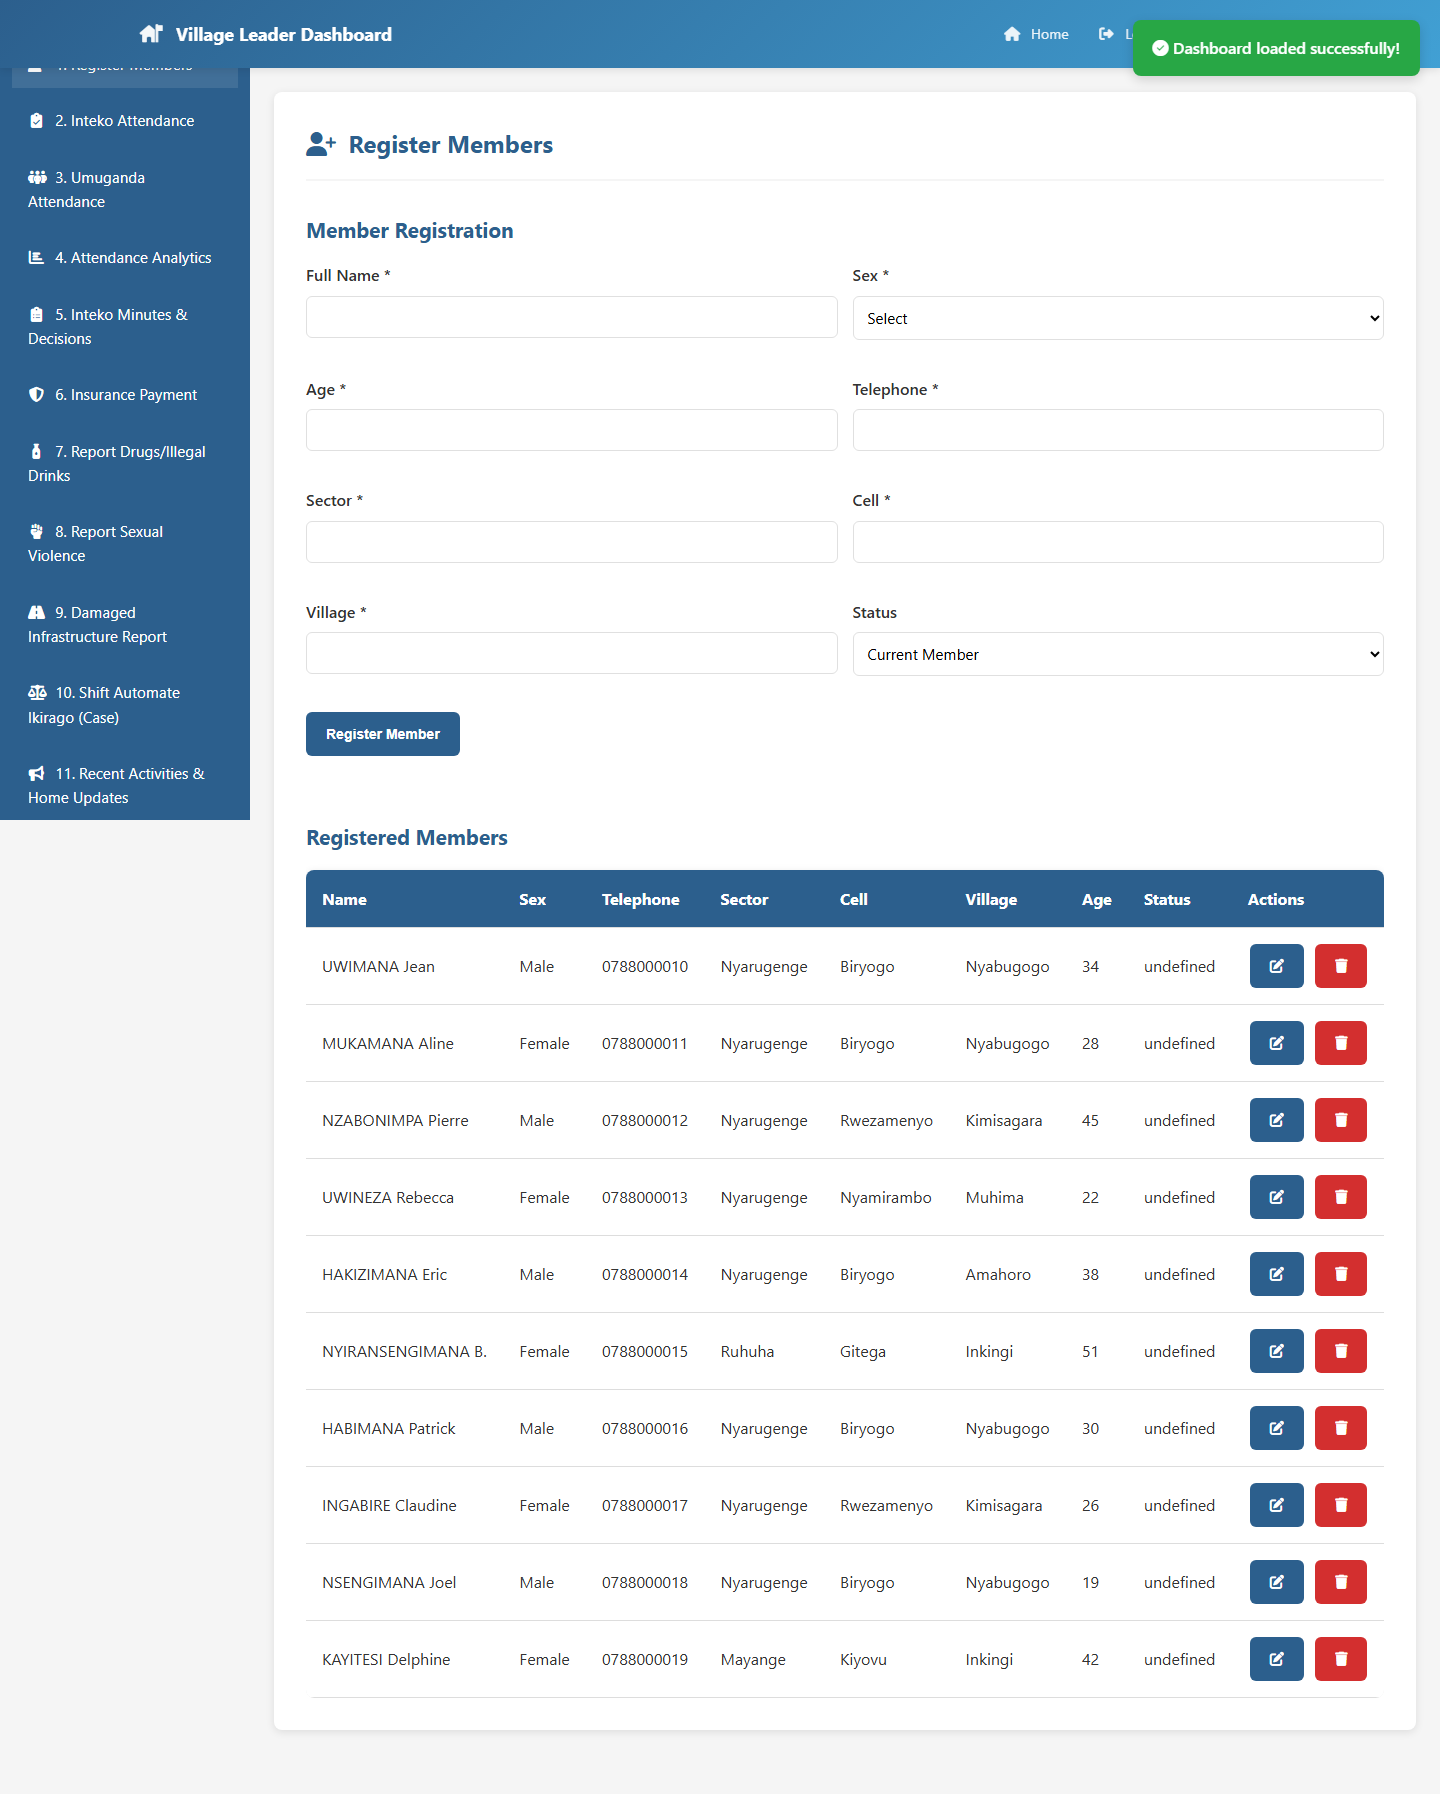 Village Leader Dashboard
Home
Dashboard loaded successfully!
1. Register Members
2. Inteko Attendance
3. Umuganda
Attendance
4. Attendance Analytics
5. Inteko Minutes &
Decisions
6. Insurance Payment
7. Report Drugs/Illegal
Drinks
8. Report Sexual
Violence
9. Damaged
Infrastructure Report
10. Shift Automate
Ikirago (Case)
11. Recent Activities &
Home Updates
Register Members
Member Registration
Full Name *
Sex *
Select
Age *
Telephone *
Sector *
Cell *
Village *
Status
Current Member
Register Member
Registered Members
Name Sex Telephone Sector Cell Village Age Status Actions
UWIMANA Jean Male 0788000010 Nyarugenge Biryogo Nyabugogo 34 undefined
MUKAMANA Aline Female 0788000011 Nyarugenge Biryogo Nyabugogo 28 undefined
NZABONIMPA Pierre Male 0788000012 Nyarugenge Rwezamenyo Kimisagara 45 undefined
UWINEZA Rebecca Female 0788000013 Nyarugenge Nyamirambo Muhima 22 undefined
HAKIZIMANA Eric Male 0788000014 Nyarugenge Biryogo Amahoro 38 undefined
NYIRANSENGIMANA B. Female 0788000015 Ruhuha Gitega Inkingi 51 undefined
HABIMANA Patrick Male 0788000016 Nyarugenge Biryogo Nyabugogo 30 undefined
INGABIRE Claudine Female 0788000017 Nyarugenge Rwezamenyo Kimisagara 26 undefined
NSENGIMANA Joel Male 0788000018 Nyarugenge Biryogo Nyabugogo 19 undefined
KAYITESI Delphine Female 0788000019 Mayange Kiyovu Inkingi 42 undefined